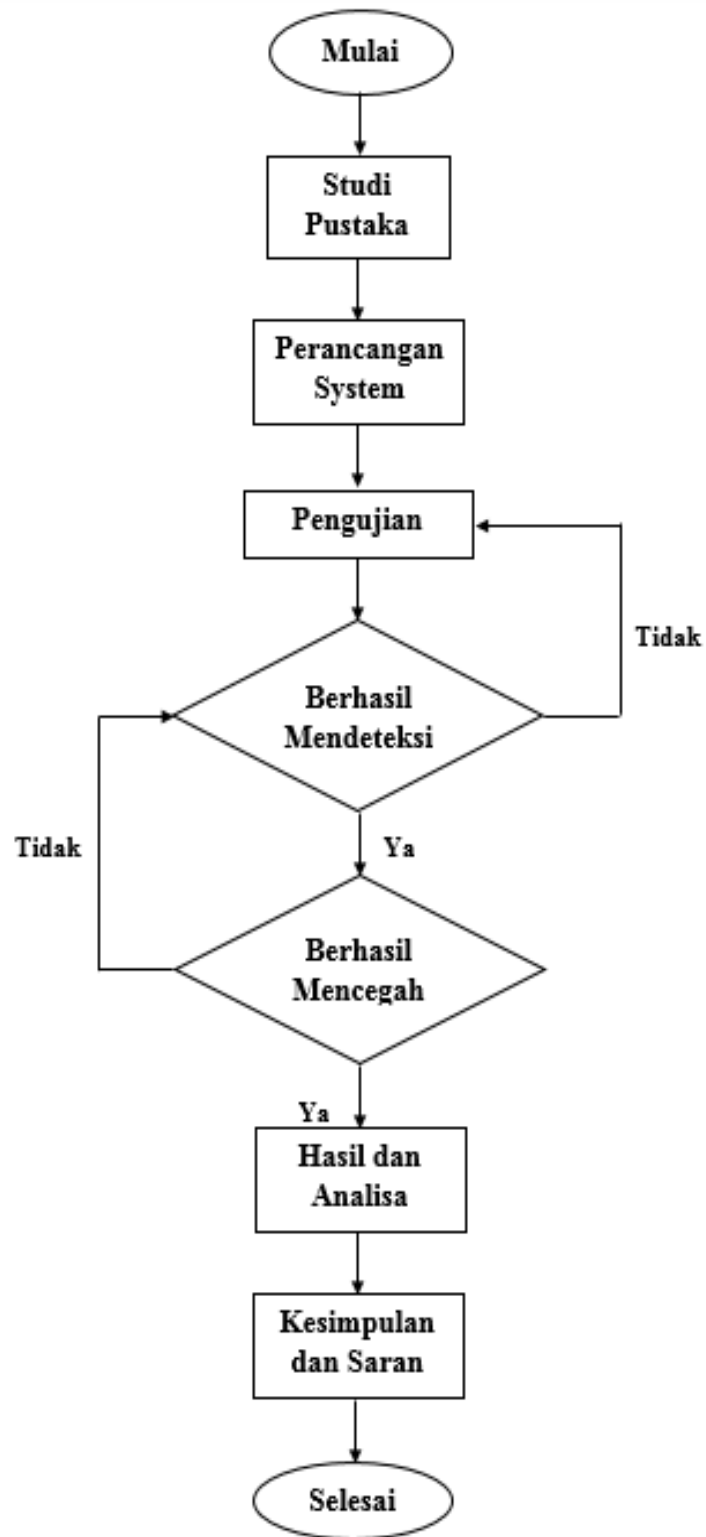 Mulai
Studi
Pustaka
Perancangan
System
Pengujian
Tidak
Berhasil
Mendeteksi
Tidak
Ya
Berhasil
Mencegah
Ya
Hasil dan
Analisa
Kesimpulan
dan Saran
Selesai